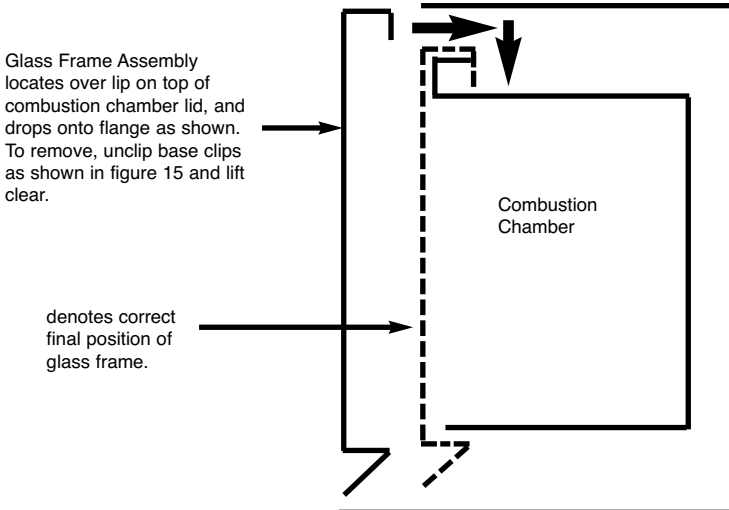 Glass Frame Assembly
locates over lip on top of
combustion chamber lid, and
drops onto flange as shown.
To remove, unclip base clips
as shown in figure 15 and lift
clear.
Combustion
Chamber
denotes correct
final position of
glass frame.